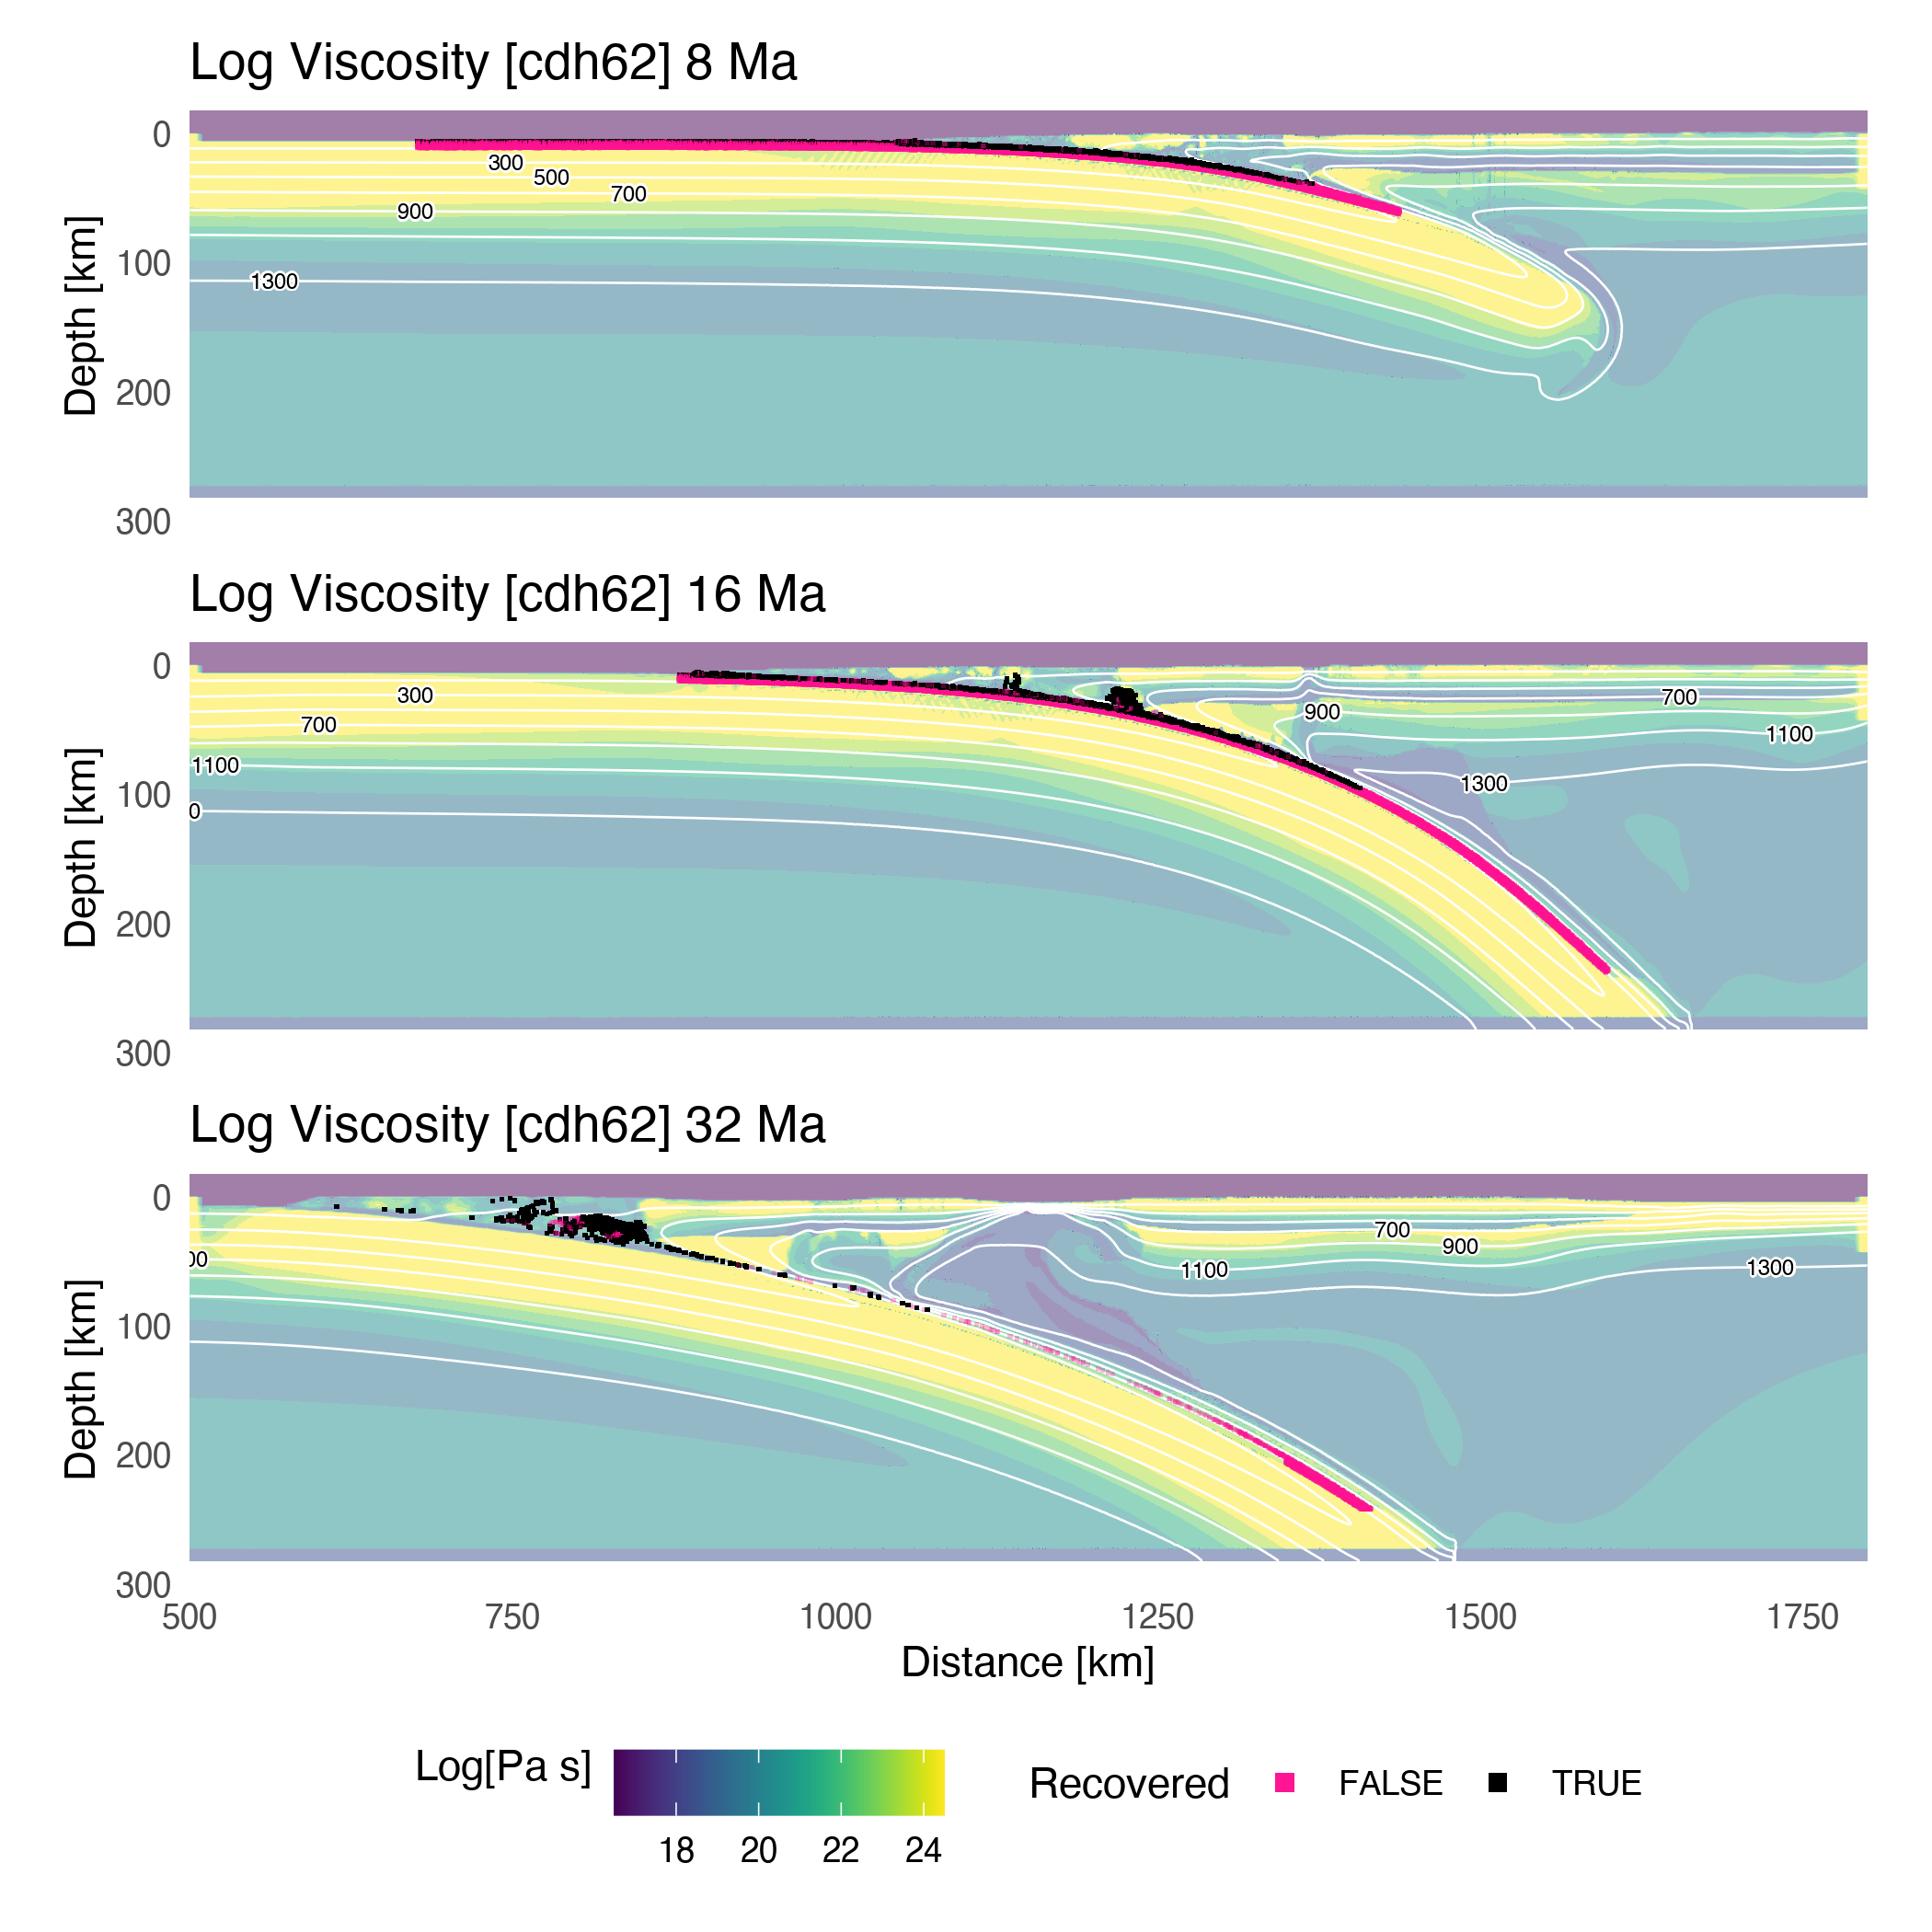 Log Viscosity [cdh62] 8 Ma
0
100
200
300
Depth [km]
300
500
700
900
1300
Log Viscosity [cdh62] 16 Ma
0
100
200
300
Depth [km]
300
700
1100
0
900
700
1100
1300
Log Viscosity [cdh62] 32 Ma
0
100
200
300
Depth [km]
00
700
900
1100
1300
500 750 1000 1250 1500 1750
Distance [km]
Log[Pa s]
18 20 22 24
Recovered FALSE TRUE